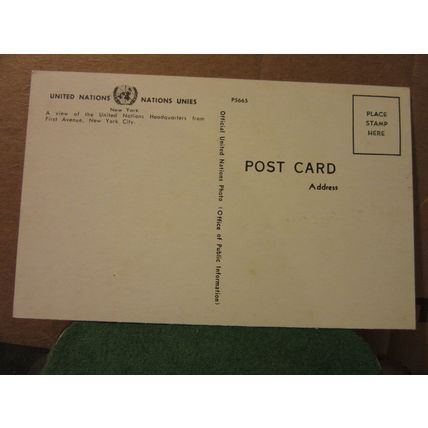 UNITED NATIONS NATIONS UNIES
New York
A view of the United Nations Headquarters from
First Avenue, New York City.
P5665
Official United Nations Photo (Office of Public Information)
PLACE
STAMP
HERE
POST CARD
Address